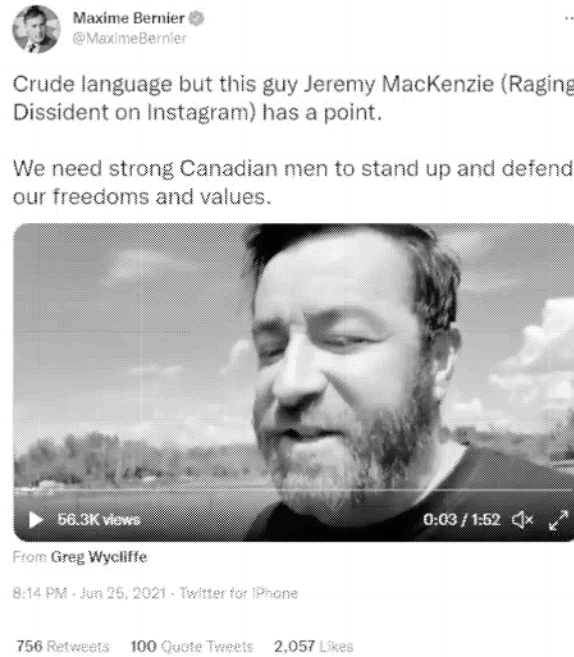 Maxime Bernier
@MaximeBernier
Crude language but this guy Jeremy MacKenzie (Raging
Dissident on Instagram) has a point.
We need strong Canadian men to stand up and defend
our freedoms and values.
56.3K views
0:03 / 1:52
From Greg Wycliffe
8:14 PM · Jun 25, 2021 · Twitter for iPhone
756 Retweets 100 Quote Tweets 2,057 Likes